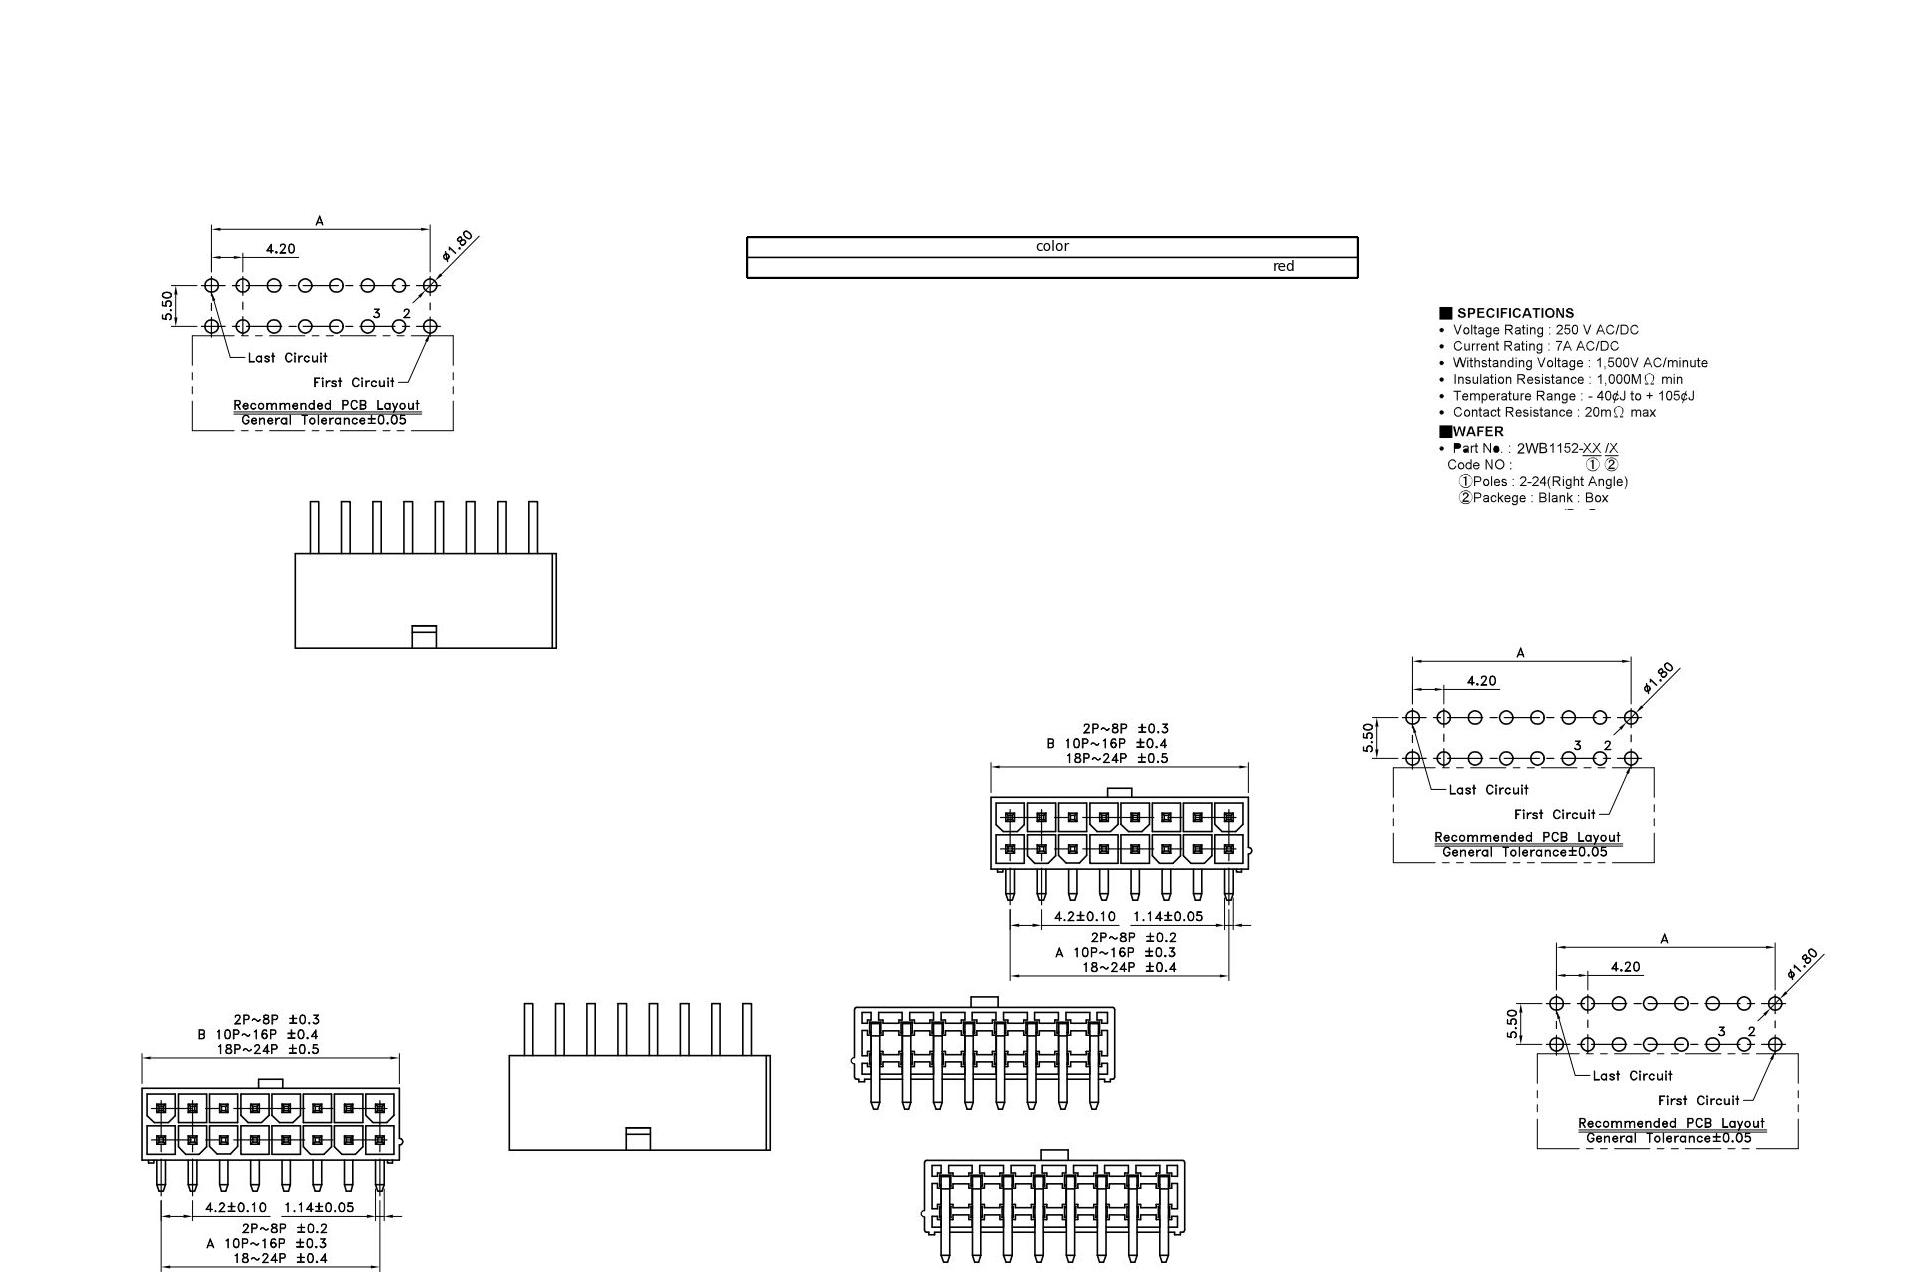 A
4.20
ø1.80
5.50
3 2
Last Circuit
First Circuit
Recommended PCB Layout
General Tolerance±0.05
color
red
■ SPECIFICATIONS
• Voltage Rating : 250 V AC/DC
• Current Rating : 7A AC/DC
• Withstanding Voltage : 1,500V AC/minute
• Insulation Resistance : 1,000MΩ min
• Temperature Range : - 40¢J to + 105¢J
• Contact Resistance : 20mΩ max
■WAFER
• Part No. : 2WB1152-XX /X
Code NO : ① ②
①Poles : 2-24(Right Angle)
②Packege : Blank : Box
A
4.20
ø1.80
5.50
3 2
Last Circuit
First Circuit
Recommended PCB Layout
General Tolerance±0.05
2P~8P ±0.3
B 10P~16P ±0.4
18P~24P ±0.5
4.2±0.10 1.14±0.05
2P~8P ±0.2
A 10P~16P ±0.3
18~24P ±0.4
A
4.20
ø1.80
5.50
3 2
Last Circuit
First Circuit
Recommended PCB Layout
General Tolerance±0.05
2P~8P ±0.3
B 10P~16P ±0.4
18P~24P ±0.5
4.2±0.10 1.14±0.05
2P~8P ±0.2
A 10P~16P ±0.3
18~24P ±0.4